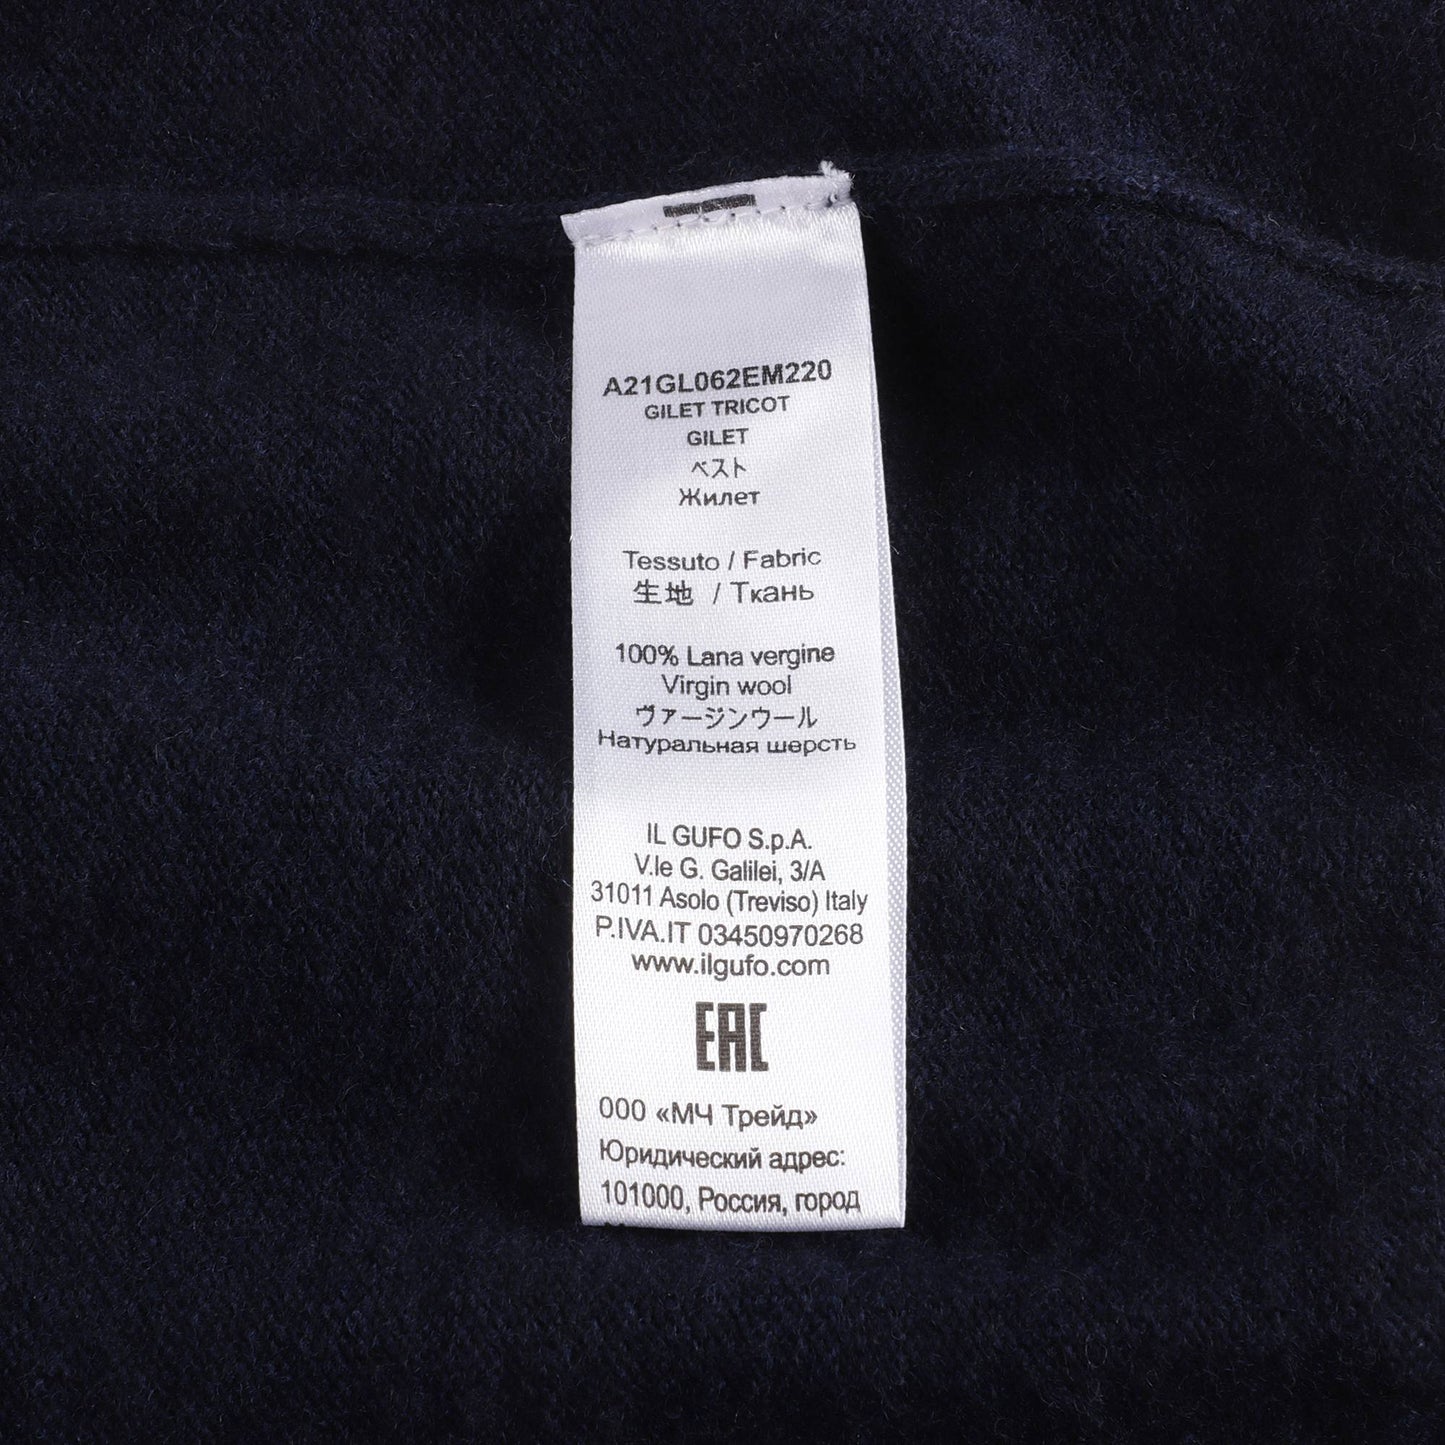 A21GL062EM220
GILET TRICOT
GILET
ベスト
Жилет
Tessuto / Fabric
生地 / Ткань
100% Lana vergine
Virgin wool
ヴァージンウール
Натуральная шерсть
IL GUFO S.p.A.
V.le G. Galilei, 3/A
31011 Asolo (Treviso) Italy
P.IVA.IT 03450970268
www.ilgufo.com
EAC
ООО «МЧ Трейд»
Юридический адрес:
101000, Россия, город